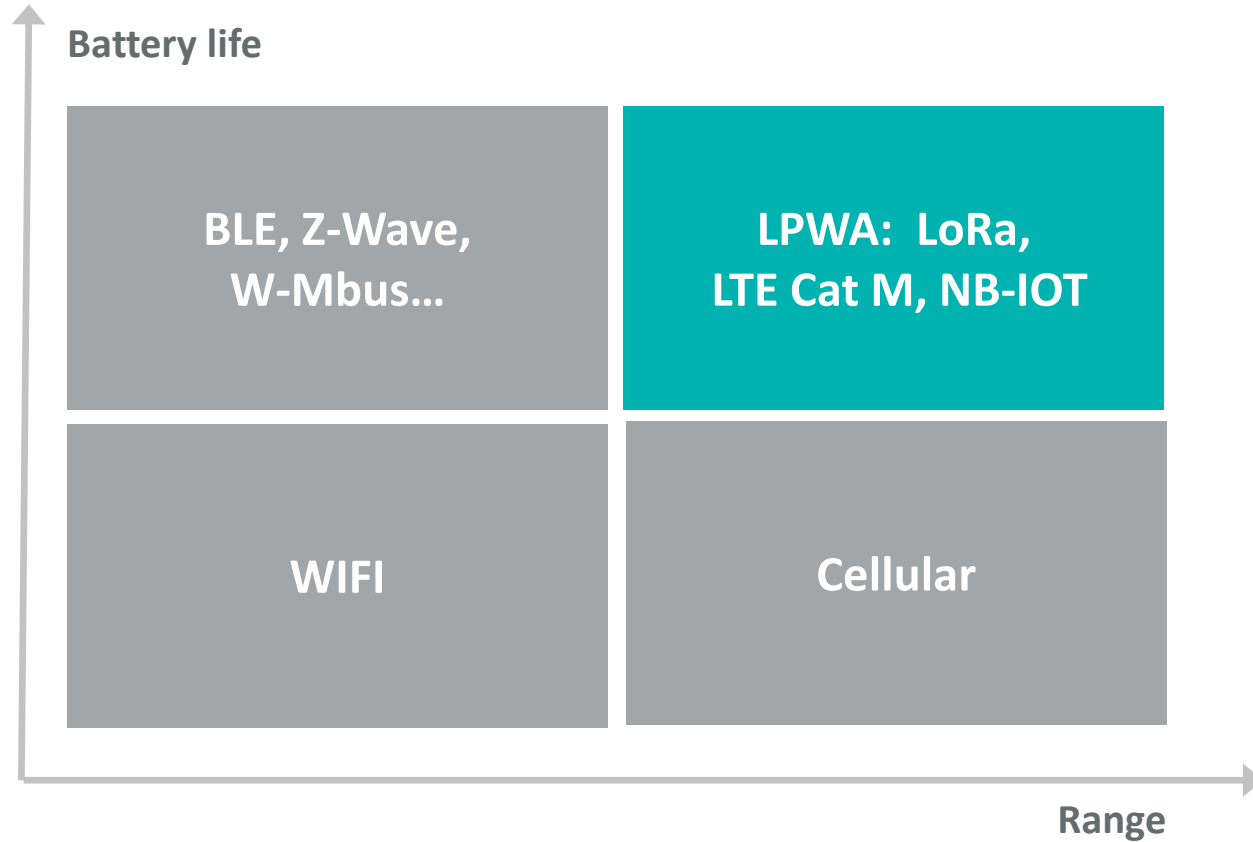 Battery life
BLE, Z-Wave,
W-Mbus...
LPWA:  LoRa,
LTE Cat M, NB-IOT
WIFI
Cellular
Range